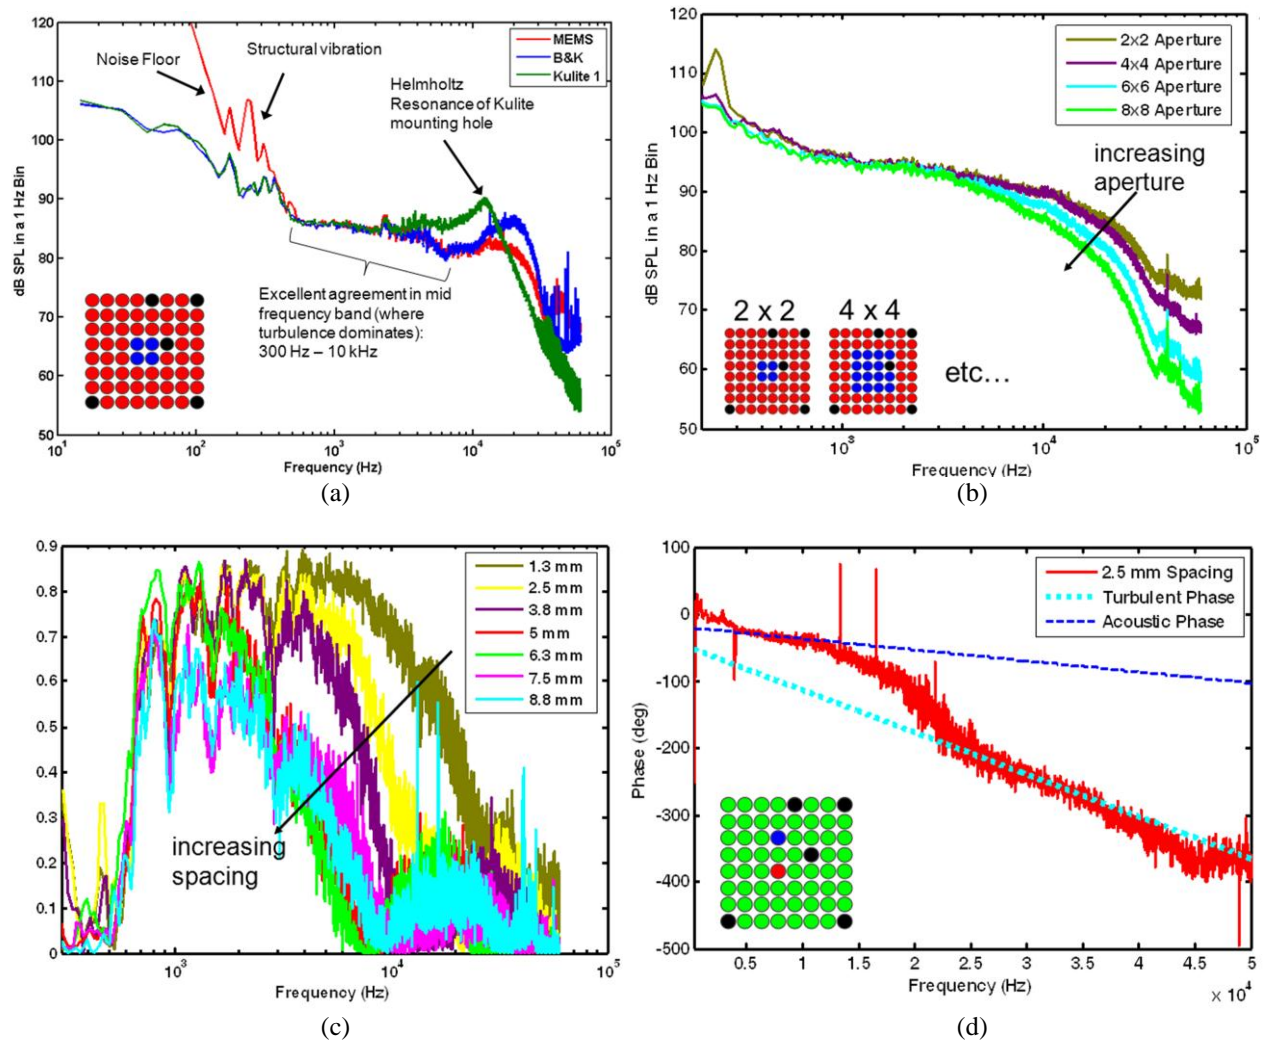 120
110
100
90
80
70
60
50
dB SPL in a 1 Hz Bin
Noise Floor
Structural vibration
Helmholtz
Resonance of Kulite
mounting hole
MEMS
B&K
Kulite 1
Excellent agreement in mid
frequency band (where
turbulence dominates):
300 Hz – 10 kHz
10^1 10^2 10^3 10^4 10^5
Frequency (Hz)
(a)
120
110
100
90
80
70
60
50
dB SPL in a 1 Hz Bin
2x2 Aperture
4x4 Aperture
6x6 Aperture
8x8 Aperture
increasing
aperture
2 x 2 4 x 4
etc...
10^3 10^4 10^5
Frequency (Hz)
(b)
0.9
0.8
0.7
0.6
0.5
0.4
0.3
0.2
0.1
0
1.3 mm
2.5 mm
3.8 mm
5 mm
6.3 mm
7.5 mm
8.8 mm
increasing
spacing
10^3 10^4 10^5
Frequency (Hz)
(c)
100
0
-100
-200
-300
-400
-500
Phase (deg)
2.5 mm Spacing
Turbulent Phase
Acoustic Phase
0.5 1 1.5 2 2.5 3 3.5 4 4.5 5
Frequency (Hz)
x 10^4
(d)